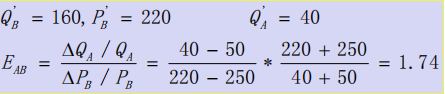 Q'_B = 160, P'_B = 220 Q'_A = 40
E_AB = (ΔQ_A / Q_A) / (ΔP_B / P_B) = (40 − 50) / (220 − 250) * (220 + 250) / (40 + 50) = 1.74